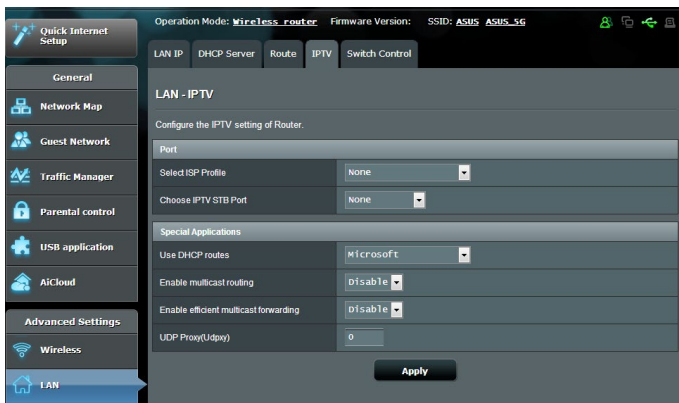 Quick Internet
Setup
Operation Mode: Wireless router Firmware Version: SSID: ASUS ASUS_5G
LAN IP DHCP Server Route IPTV Switch Control
General
Network Map
Guest Network
Traffic Manager
Parental control
USB application
AiCloud
Advanced Settings
Wireless
LAN
LAN - IPTV
Configure the IPTV setting of Router.
Port
Select ISP Profile None
Choose IPTV STB Port None
Special Applications
Use DHCP routes Microsoft
Enable multicast routing Disable
Enable efficient multicast forwarding Disable
UDP Proxy(Udpxy) 0
Apply